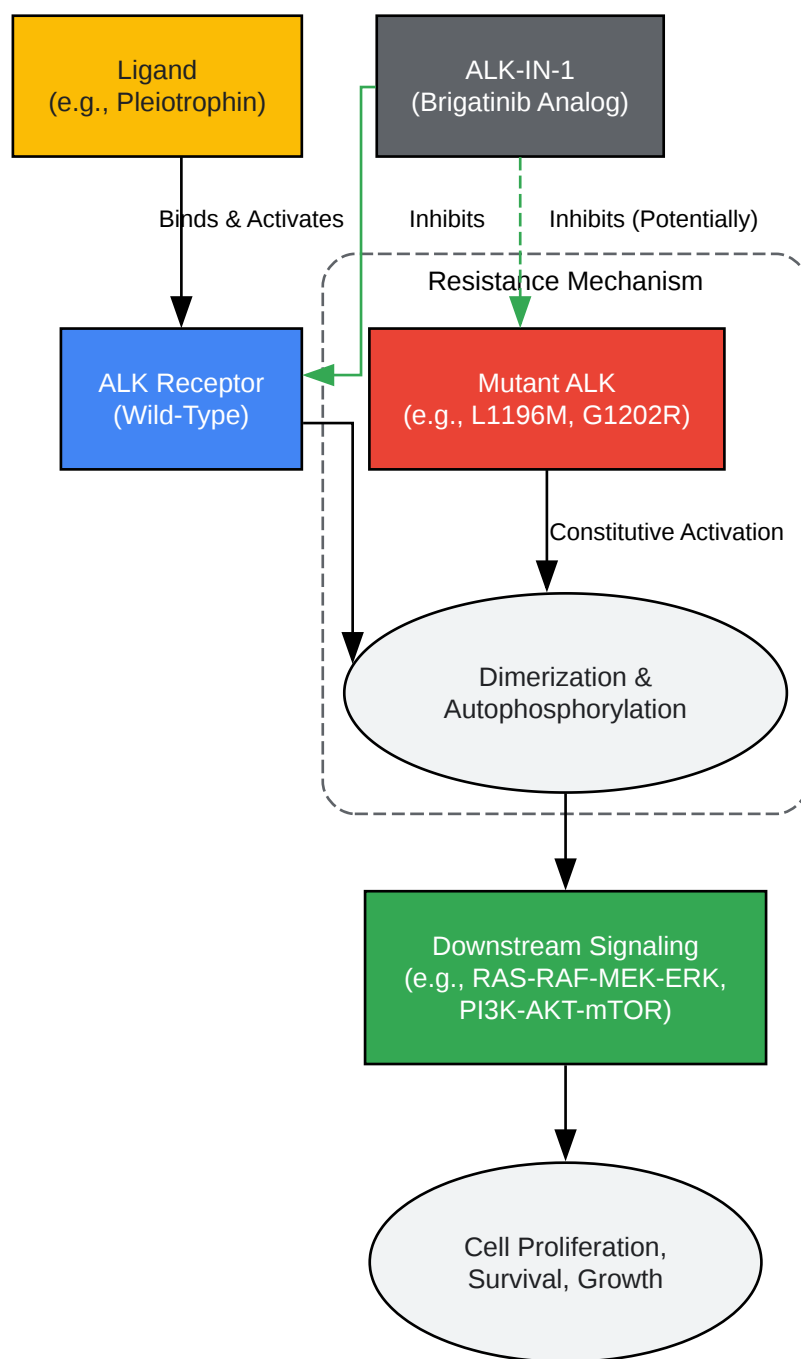 Ligand
(e.g., Pleiotrophin)
ALK-IN-1
(Brigatinib Analog)
Binds & Activates
Inhibits
Inhibits (Potentially)
Resistance Mechanism
ALK Receptor
(Wild-Type)
Mutant ALK
(e.g., L1196M, G1202R)
Constitutive Activation
Dimerization &
Autophosphorylation
Downstream Signaling
(e.g., RAS-RAF-MEK-ERK,
PI3K-AKT-mTOR)
Cell Proliferation,
Survival, Growth